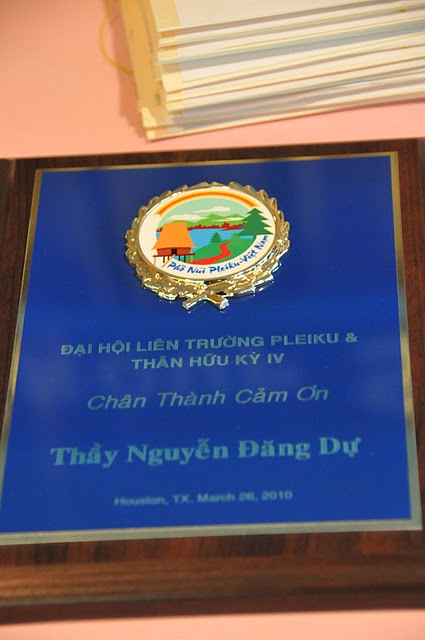 Phố Núi Pleiku-Việt Nam
ĐẠI HỘI LIÊN TRƯỜNG PLEIKU &
THÂN HỮU KỲ IV
Chân Thành Cảm Ơn
Thầy Nguyễn Đăng Dự
Houston, TX. March 26, 2010